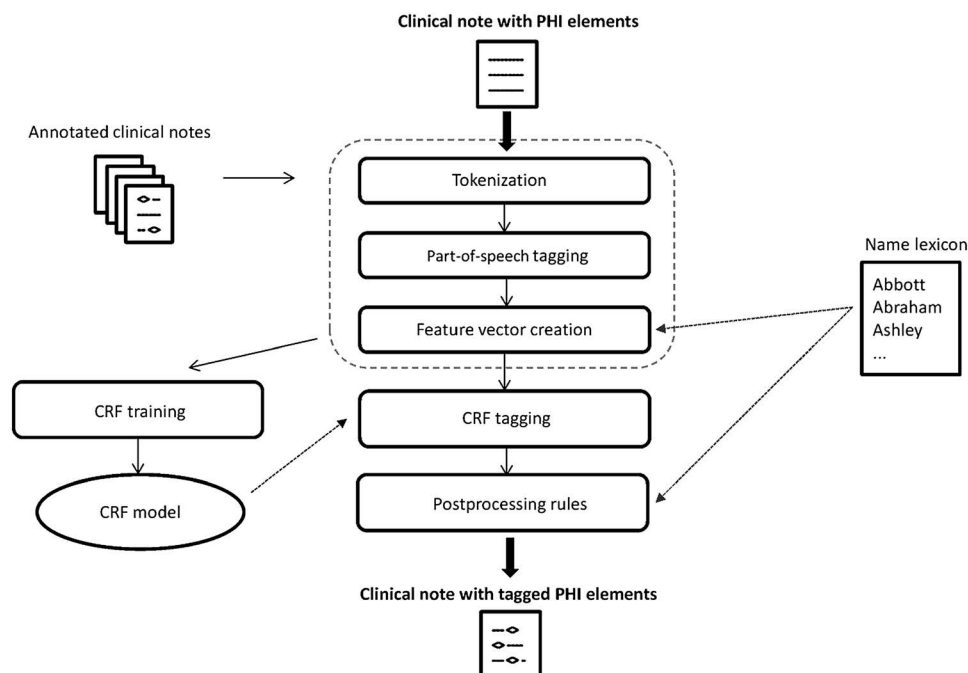 Clinical note with PHI elements
Annotated clinical notes
Tokenization
Part-of-speech tagging
Name lexicon
Abbott
Abraham
Ashley
...
Feature vector creation
CRF training
CRF tagging
CRF model
Postprocessing rules
Clinical note with tagged PHI elements